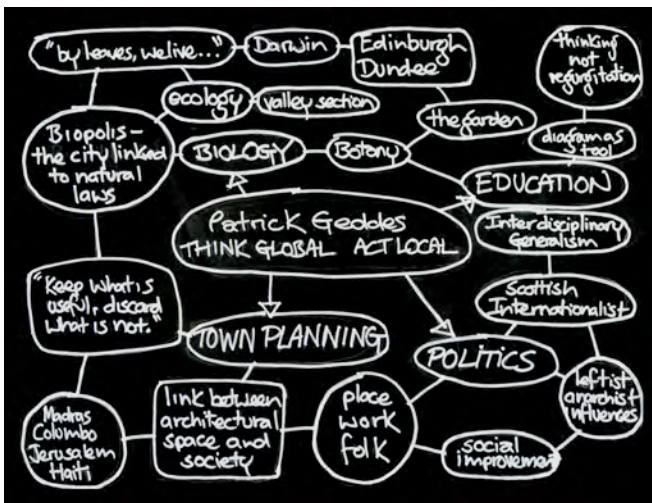 "by leaves, we live..."
Darwin
Edinburgh
Dundee
thinking
not
regurgitation
ecology
valley section
the garden
Biopolis-
the city linked
to natural
laws
BIOLOGY
Botany
diagram as
tool
EDUCATION
Patrick Geddes
THINK GLOBAL ACT LOCAL
Interdisciplinary
Generalism
"Keep what is
useful, discard
what is not."
Scottish
Internationalist
TOWN PLANNING
POLITICS
Madras
Columbo
Jerusalem
Haiti
link between
architectural
space and
society
place
work
folk
leftist
anarchist
influences
social
improvement